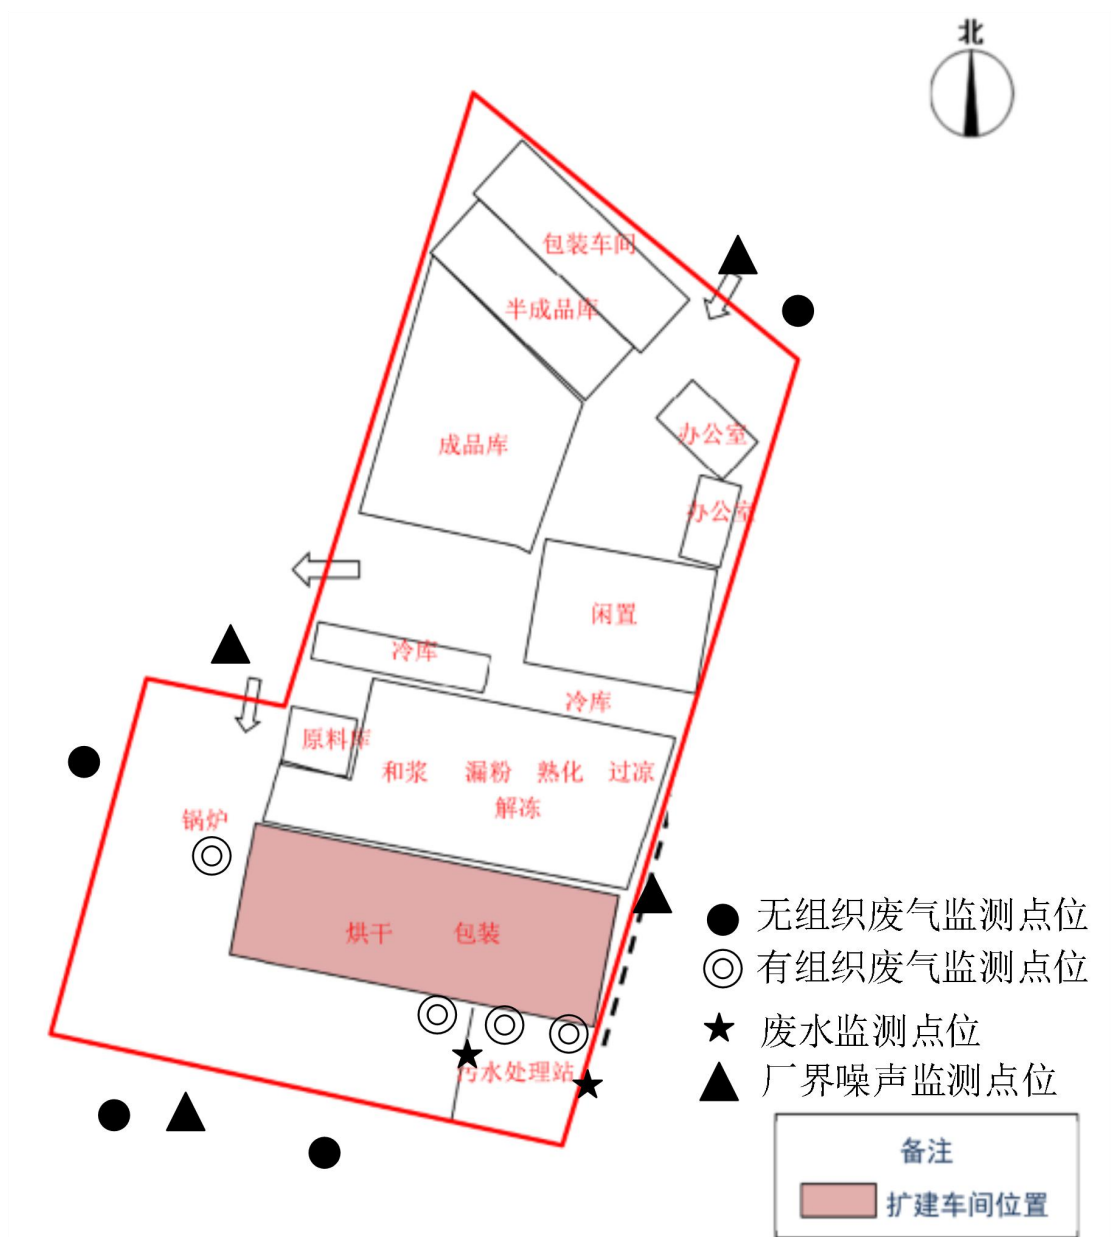 北
包装车间
半成品库
成品库
办公室
办公室
闲置
冷库
冷库
原料库
和浆 漏粉 熟化 过凉
解冻
锅炉
烘干 包装
污水处理站
无组织废气监测点位
有组织废气监测点位
废水监测点位
厂界噪声监测点位
备注
扩建车间位置